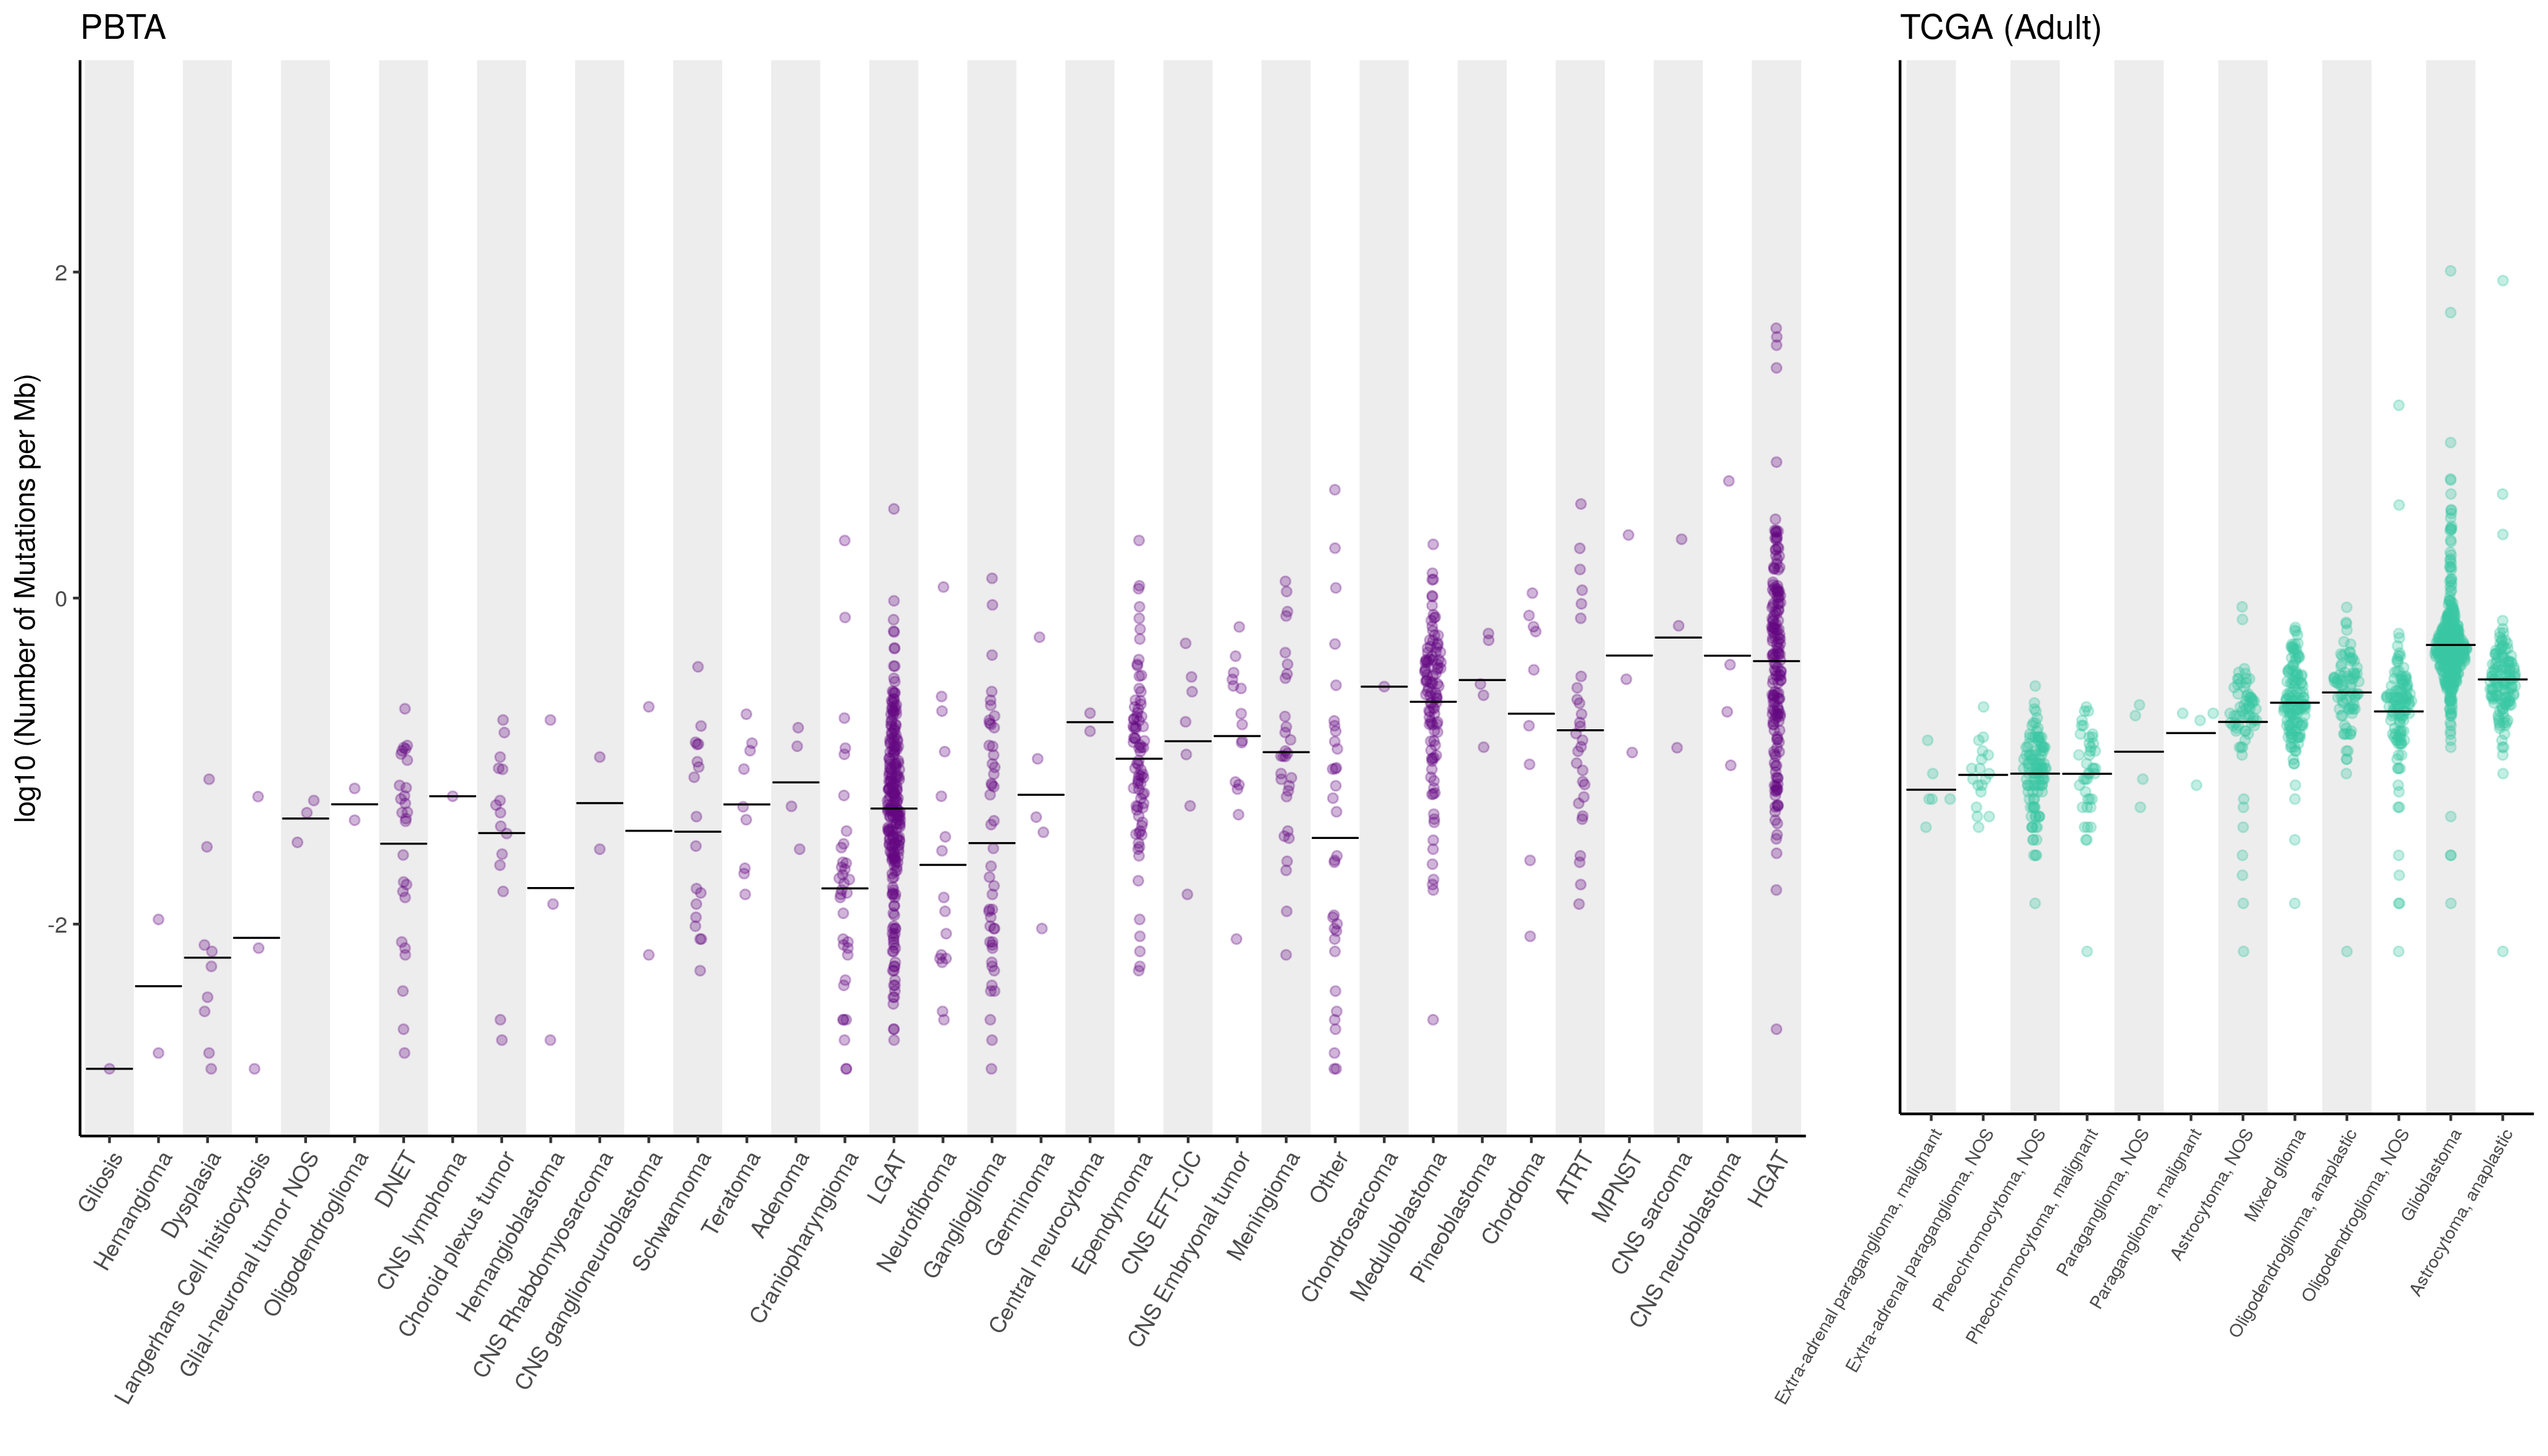 PBTA
TCGA (Adult)
log10 (Number of Mutations per Mb)
2
0
-2
Gliosis
Hemangioma
Dysplasia
Langerhans Cell histiocytosis
Glial-neuronal tumor NOS
Oligodendroglioma
DNET
CNS lymphoma
Choroid plexus tumor
Hemangioblastoma
CNS Rhabdomyosarcoma
CNS ganglioneuroblastoma
Schwannoma
Teratoma
Adenoma
Craniopharyngioma
LGAT
Neurofibroma
Ganglioglioma
Germinoma
Central neurocytoma
Ependymoma
CNS EFT-CIC
CNS Embryonal tumor
Meningioma
Other
Chondrosarcoma
Medulloblastoma
Pineoblastoma
Chordoma
ATRT
MPNST
CNS sarcoma
CNS neuroblastoma
HGAT
Extra-adrenal paraganglioma, malignant
Extra-adrenal paraganglioma, NOS
Pheochromocytoma, NOS
Pheochromocytoma, malignant
Paraganglioma, NOS
Paraganglioma, malignant
Astrocytoma, NOS
Mixed glioma
Oligodendroglioma, anaplastic
Oligodendroglioma, NOS
Glioblastoma
Astrocytoma, anaplastic